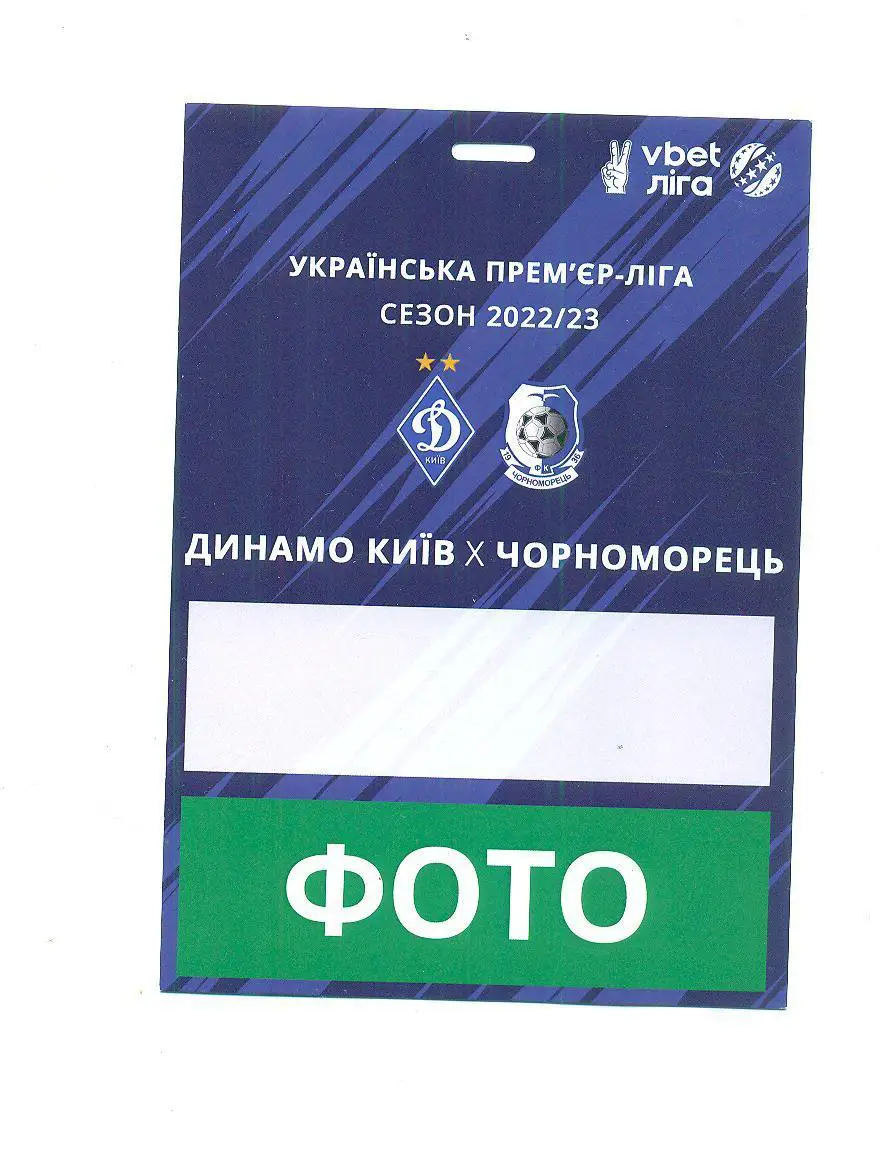 vbet
ліга
УКРАЇНСЬКА ПРЕМ’ЄР-ЛІГА
СЕЗОН 2022/23
Д
КИЇВ
19 ФК 36
ЧОРНОМОРЕЦЬ
ДИНАМО КИЇВ X ЧОРНОМОРЕЦЬ
ФОТО